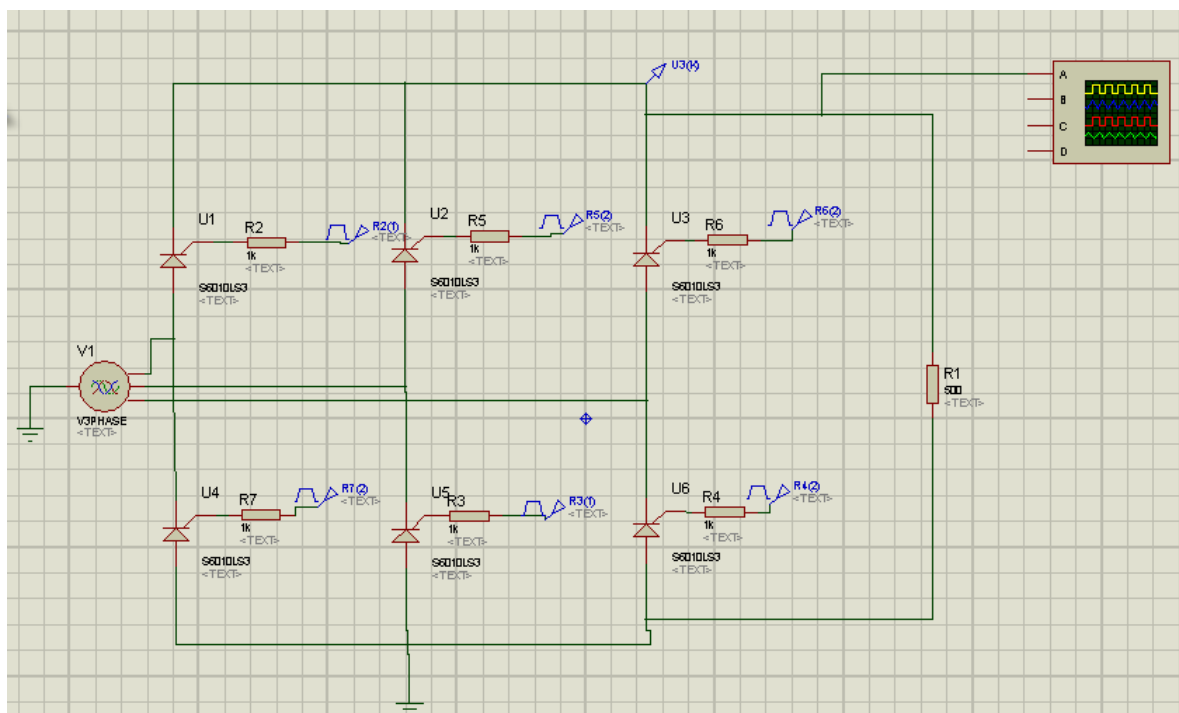 U3(K)
A
B
C
D
U1
R2
R2(1)
<TEXT>
1k
<TEXT>
S6010LS3
<TEXT>
U2
R5
R5(2)
<TEXT>
1k
<TEXT>
S6010LS3
<TEXT>
U3
R6
R6(2)
<TEXT>
1k
<TEXT>
S6010LS3
<TEXT>
V1
V3PHASE
<TEXT>
R1
500
<TEXT>
U4
R7
R7(2)
<TEXT>
1k
<TEXT>
S6010LS3
<TEXT>
U5
R3
R3(1)
<TEXT>
1k
<TEXT>
S6010LS3
<TEXT>
U6
R4
R4(2)
<TEXT>
1k
<TEXT>
S6010LS3
<TEXT>